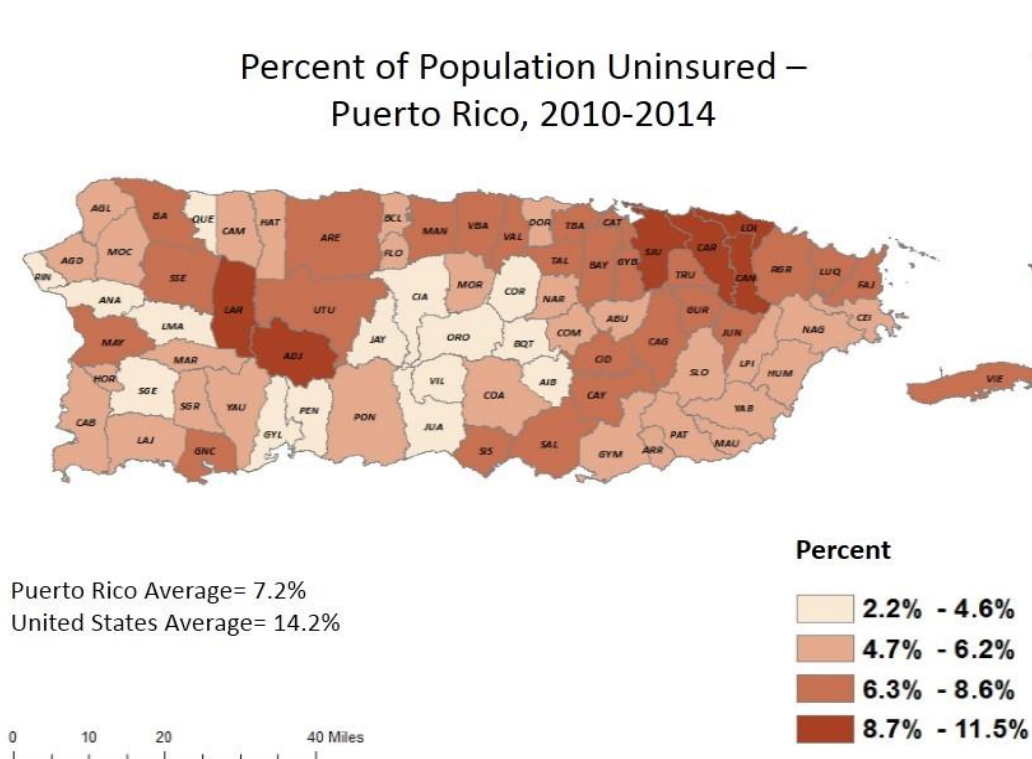 Percent of Population Uninsured –
Puerto Rico, 2010-2014
AGL
IBA
QUE
CAM
HAT
ARE
BCL
MAN
VBA
VAL
DOR
TBA
CAT
SJU
CAR
LOI
AGD
MOC
FLO
TAL
BAY
GYB
TRU
CAN
RGR
LUQ
FAJ
RIN
SSE
ANA
LAR
UTU
CIA
MOR
COR
NAR
ABU
GUR
CEI
LMA
JAY
ORO
COM
CAG
JUN
NAG
MAY
BQT
MAR
ADJ
CID
LPI
HUM
SLO
HOR
SGE
VIL
AIB
VIE
CAB
SGR
YAU
PEN
PON
COA
CAY
YAB
LAJ
GYL
JUA
PAT
MAU
GNC
SIS
SAL
GYM
ARR
Percent
Puerto Rico Average= 7.2%
United States Average= 14.2%
2.2% - 4.6%
4.7% - 6.2%
6.3% - 8.6%
8.7% - 11.5%
0 10 20 40 Miles